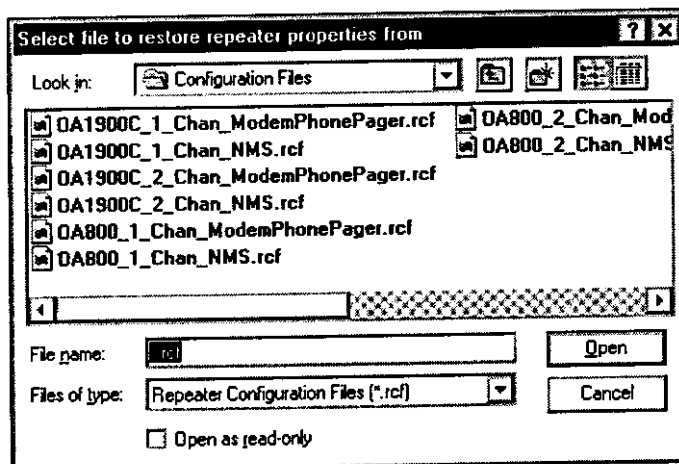 Select file to restore repeater properties from
Look in: Configuration Files
OA1900C_1_Chan_ModemPhonePager.rcf
OA1900C_1_Chan_NMS.rcf
OA1900C_2_Chan_ModemPhonePager.rcf
OA1900C_2_Chan_NMS.rcf
OA800_1_Chan_ModemPhonePager.rcf
OA800_1_Chan_NMS.rcf
OA800_2_Chan_Mod
OA800_2_Chan_NMS
File name: Open
Files of type: Repeater Configuration Files (*.rcf) Cancel
Open as read-only